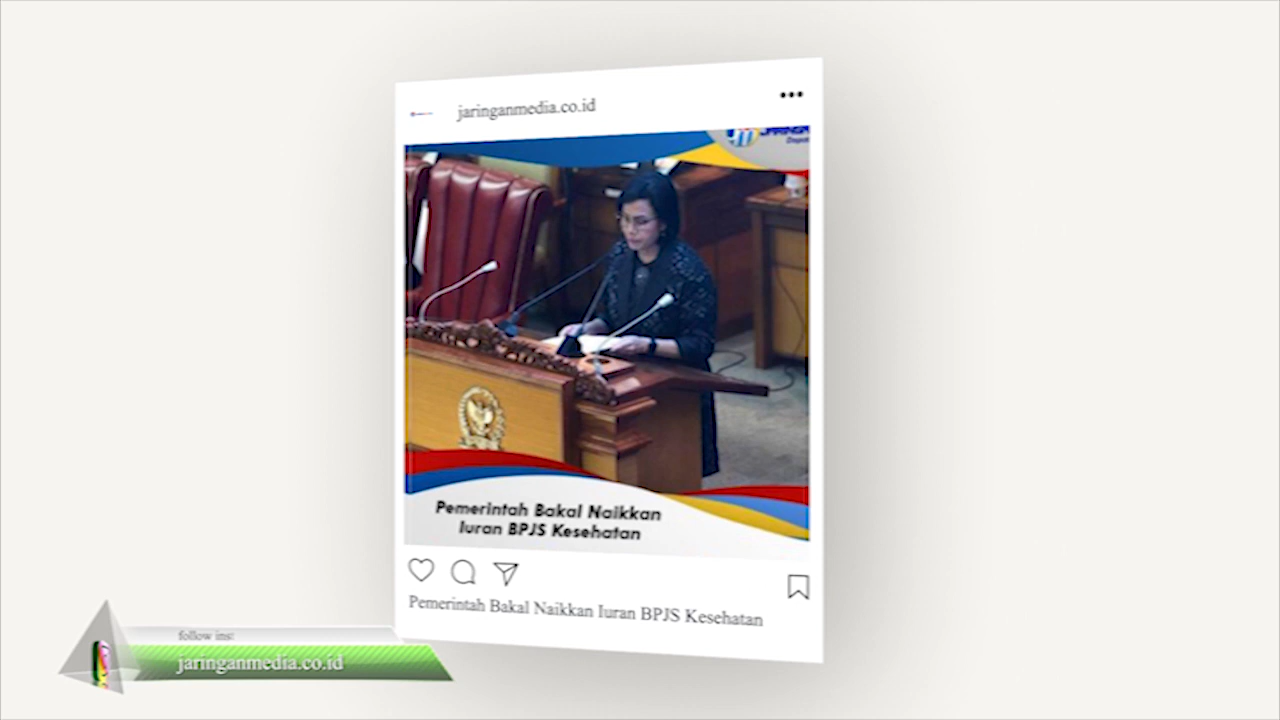 jaringanmedia.co.id
Pemerintah Bakal Naikkan
Iuran BPJS Kesehatan
Pemerintah Bakal Naikkan Iuran BPJS Kesehatan
follow ins:
jaringanmedia.co.id